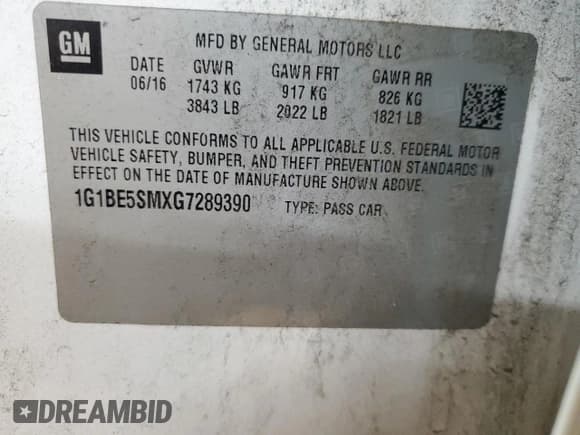 GM
MFD BY GENERAL MOTORS LLC
DATE GVWR GAWR FRT GAWR RR
06/16 1743 KG 917 KG 826 KG
3843 LB 2022 LB 1821 LB
THIS VEHICLE CONFORMS TO ALL APPLICABLE U.S. FEDERAL MOTOR
VEHICLE SAFETY, BUMPER, AND THEFT PREVENTION STANDARDS IN
EFFECT ON THE DATE OF MANUFACTURE SHOWN ABOVE.
1G1BE5SMXG7289390 TYPE: PASS CAR
DREAMBID